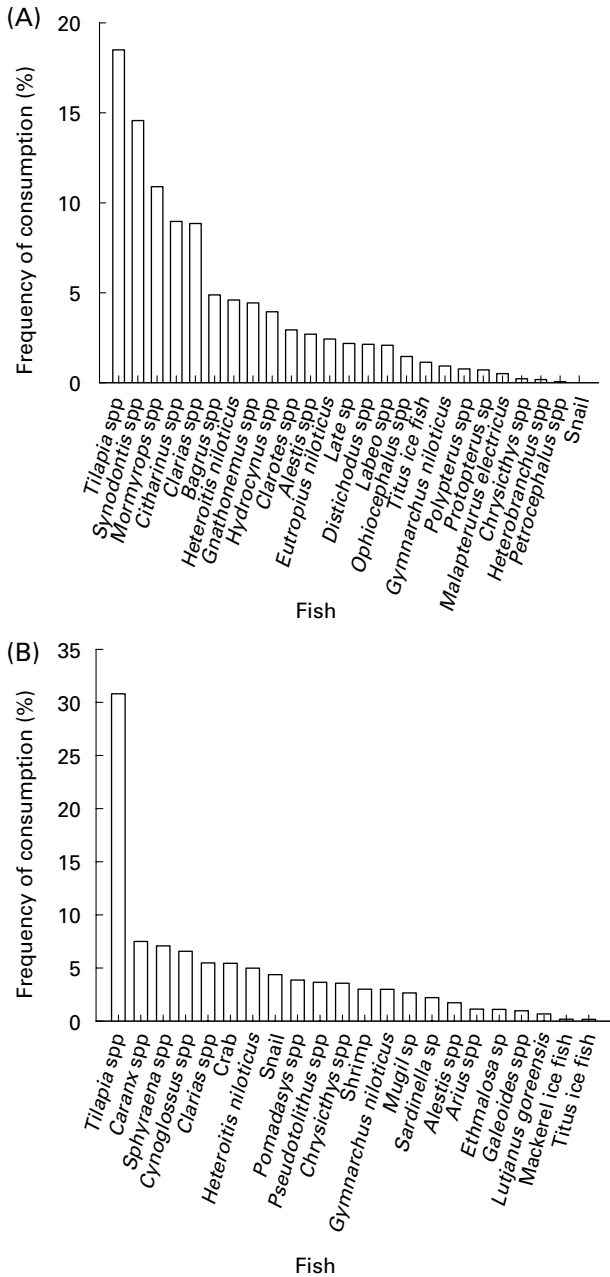 (A)
20
15
10
5
0
Frequency of consumption (%)
Tilapia spp
Synodontis spp
Mormyrops spp
Citharinus spp
Clarias spp
Bagrus spp
Heteroitis niloticus
Gnathonemus spp
Hydrocynus spp
Clarotes spp
Alestis spp
Eutropius niloticus
Late sp
Distichodus spp
Labeo spp
Ophiocephalus spp
Titus ice fish
Gymnarchus niloticus
Polypterus spp
Protopterus sp
Malapterurus electricus
Chrysicthys spp
Heterobranchus spp
Petrocephalus spp
Snail
Fish
(B)
35
30
25
20
15
10
5
0
Frequency of consumption (%)
Tilapia spp
Caranx spp
Sphyraena spp
Cynoglossus spp
Clarias spp
Crab
Heteroitis niloticus
Snail
Pomadasys spp
Pseudotolithus spp
Chrysicthys spp
Shrimp
Gymnarchus niloticus
Mugil sp
Sardinella sp
Alestis spp
Arius spp
Ethmalosa sp
Galeoides spp
Lutjanus goreensis
Mackerel ice fish
Titus ice fish
Fish